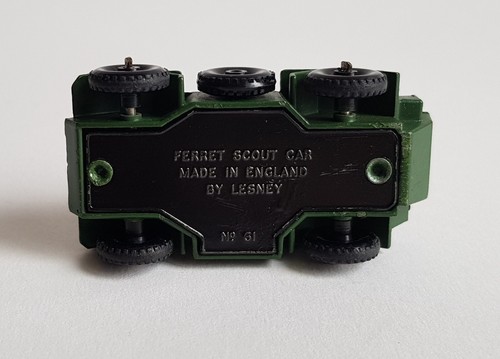 FERRET SCOUT CAR
MADE IN ENGLAND
BY LESNEY
Nº 61